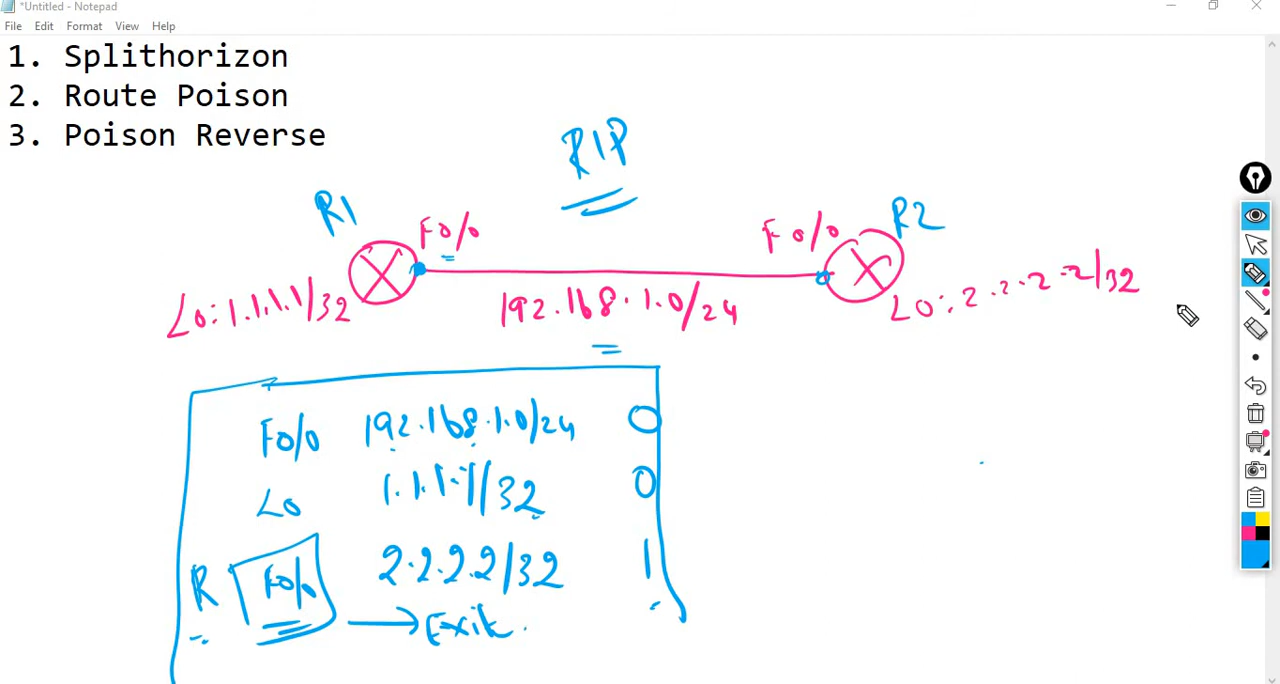 *Untitled - Notepad
File Edit Format View Help
1. Splithorizon
2. Route Poison
3. Poison Reverse
RIP
R1
F0/0
F0/0
R2
L0:1.1.1.1/32
192.168.1.0/24
L0:2.2.2.2/32
F0/0 192.168.1.0/24 0
L0 1.1.1.1/32 0
R F0/0 2.2.2.2/32 1
Exit.